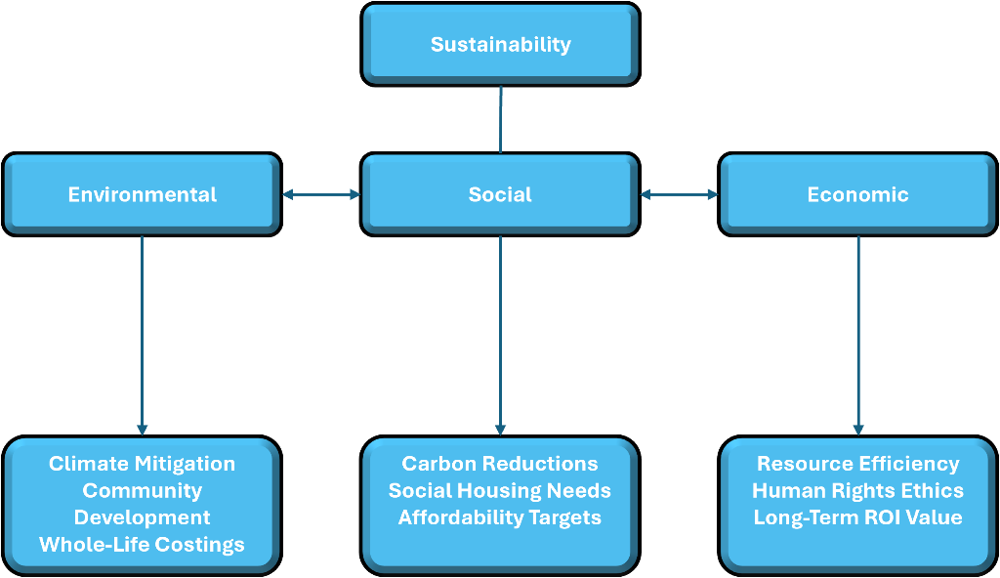 Sustainability
Environmental
Social
Economic
Climate Mitigation
Community
Development
Whole-Life Costings
Carbon Reductions
Social Housing Needs
Affordability Targets
Resource Efficiency
Human Rights Ethics
Long-Term ROI Value